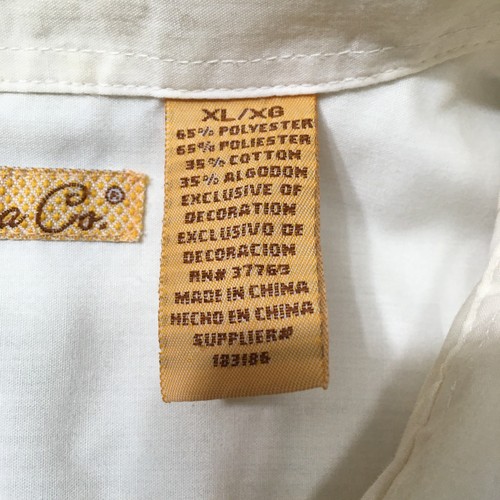 XL/XG
65% POLYESTER
65% POLIESTER
35% COTTON
35% ALGODON
EXCLUSIVE OF
DECORATION
EXCLUSIVO DE
DECORACION
RN# 37763
MADE IN CHINA
HECHO EN CHINA
SUPPLIER#
183186
a Co.®